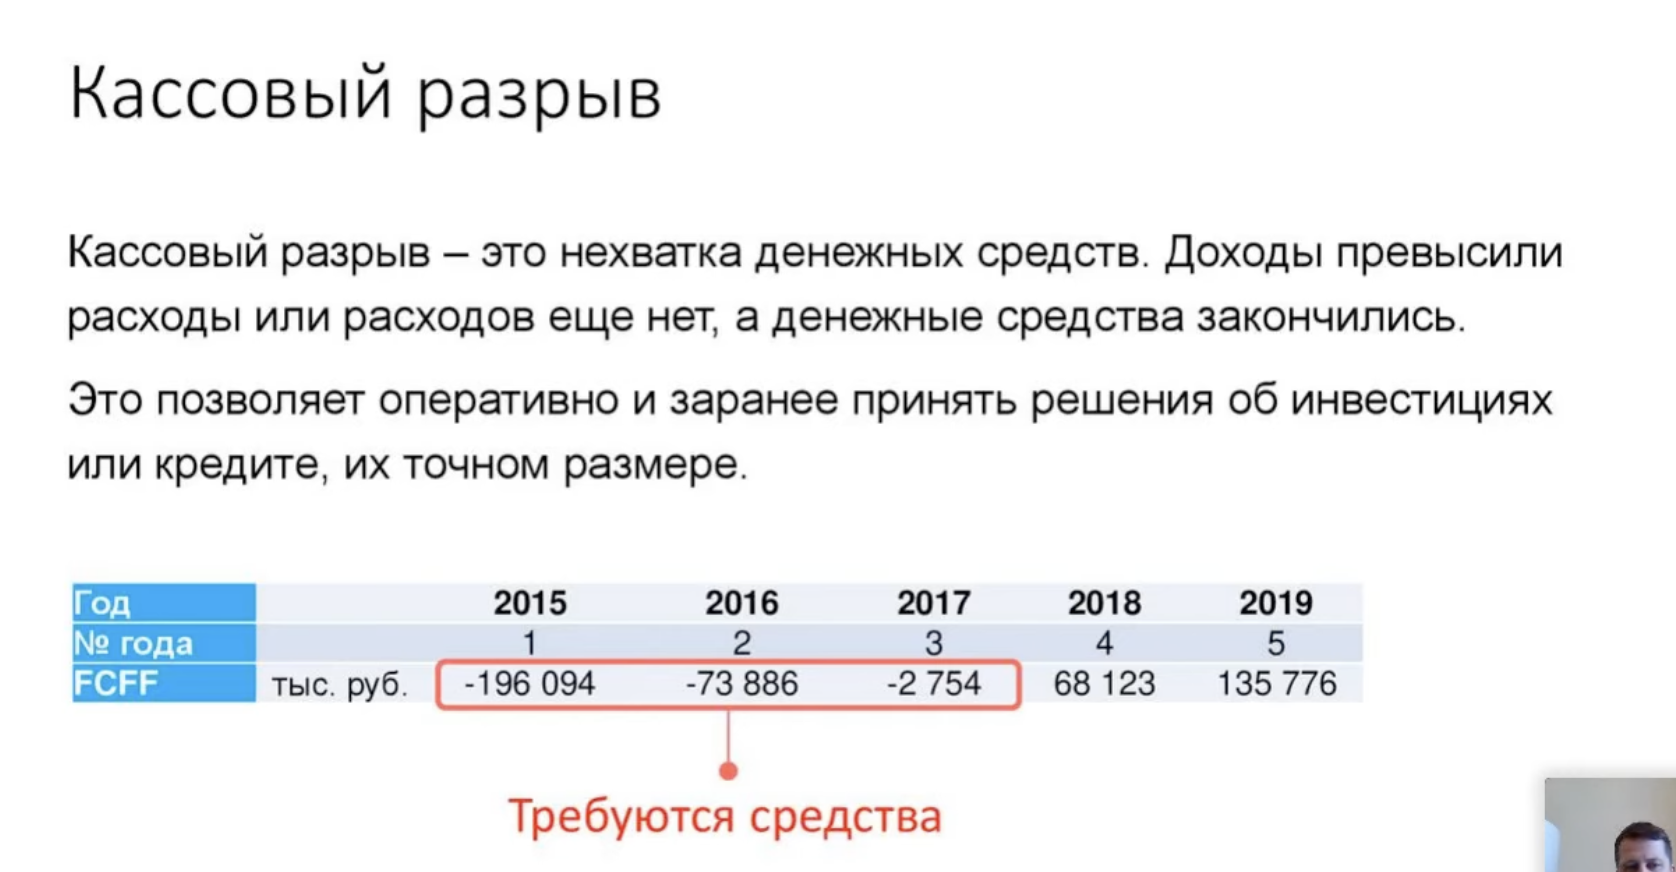 Кассовый разрыв
Кассовый разрыв – это нехватка денежных средств. Доходы превысили
расходы или расходов еще нет, а денежные средства закончились.
Это позволяет оперативно и заранее принять решения об инвестициях
или кредите, их точном размере.
Год 2015 2016 2017 2018 2019
№ года 1 2 3 4 5
FCFF тыс. руб. -196 094 -73 886 -2 754 68 123 135 776
Требуются средства